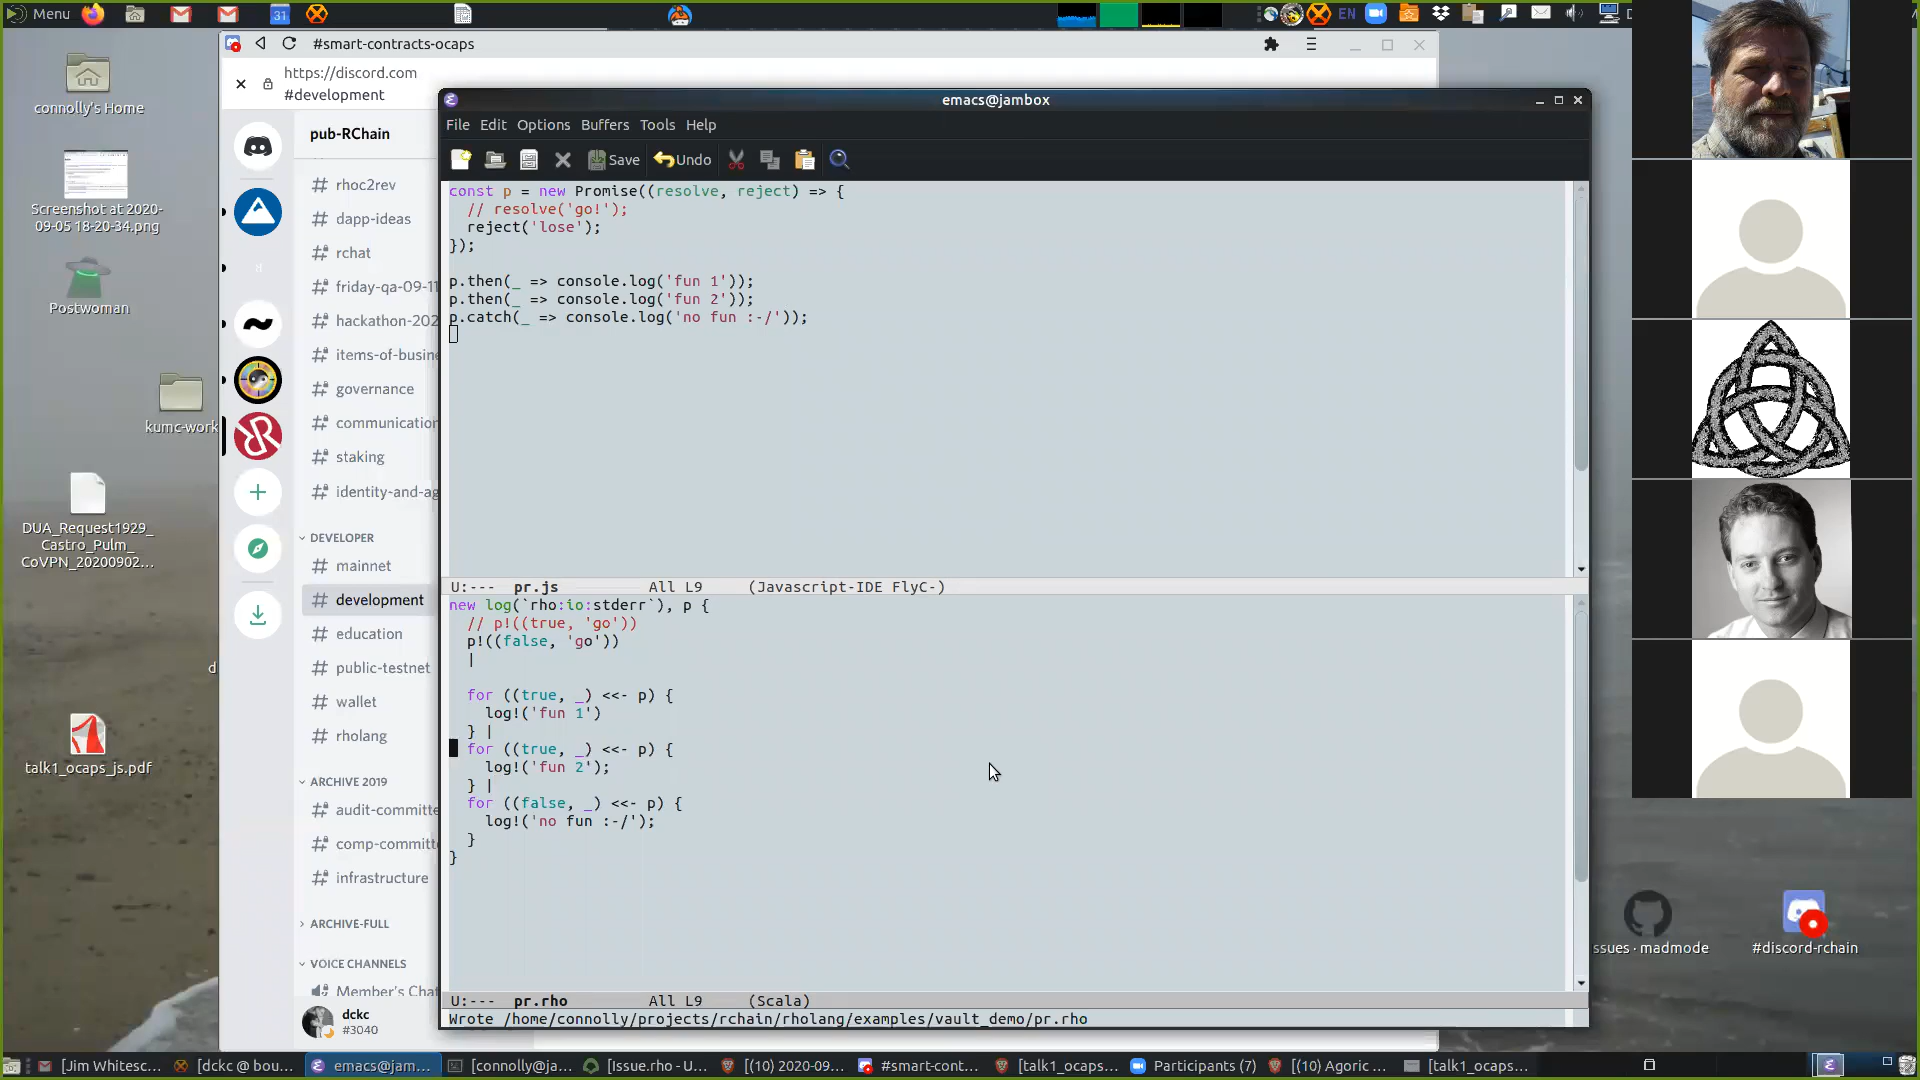 Menu
31
EN
#smart-contracts-ocaps
https://discord.com
#development
connolly's Home
Screenshot at 2020-
09-05 18-20-34.png
Postwoman
kumc-work
DUA_Request1929_
Castro_Pulm_
CoVPN_20200902...
talk1_ocaps_js.pdf
pub-RChain
# rhoc2rev
# dapp-ideas
# rchat
# friday-qa-09-11
# hackathon-202
# items-of-busine
# governance
# communication
# staking
# identity-and-ag
DEVELOPER
# mainnet
# development
# education
# public-testnet
# wallet
# rholang
ARCHIVE 2019
# audit-committe
# comp-committe
# infrastructure
ARCHIVE-FULL
VOICE CHANNELS
Member's Chat
dckc
#3040
emacs@jambox
File Edit Options Buffers Tools Help
Save Undo
const p = new Promise((resolve, reject) => {
  // resolve('go!');
  reject('lose');
});
p.then(_ => console.log('fun 1'));
p.then(_ => console.log('fun 2'));
p.catch(_ => console.log('no fun :-/'));
U:--- pr.js All L9 (Javascript-IDE FlyC-)
new log(`rho:io:stderr`), p {
  // p!((true, 'go'))
  p!((false, 'go'))
  |
  for ((true, _) <<- p) {
    log!('fun 1')
  } |
  for ((true, _) <<- p) {
    log!('fun 2');
  } |
  for ((false, _) <<- p) {
    log!('no fun :-/');
  }
}
U:--- pr.rho All L9 (Scala)
Wrote /home/connolly/projects/rchain/rholang/examples/vault_demo/pr.rho
ssues · madmode
#discord-rchain
[Jim Whitesc... [dckc @ bou... emacs@jam... [connolly@ja... [Issue.rho - U... [(10) 2020-09... #smart-cont... [talk1_ocaps... Participants (7) [(10) Agoric ... [talk1_ocaps...